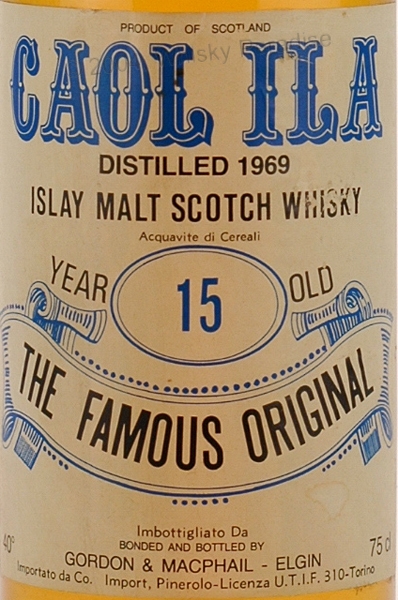 PRODUCT OF SCOTLAND
CAOL ILA
DISTILLED 1969
ISLAY MALT SCOTCH WHISKY
Acquavite di Cereali
YEAR 15 OLD
THE FAMOUS ORIGINAL
Imbottigliato Da
BONDED AND BOTTLED BY
40° GORDON & MACPHAIL - ELGIN 75 cl
Importato da Co. Import, Pinerolo-Licenza U.T.I.F. 310-Torino